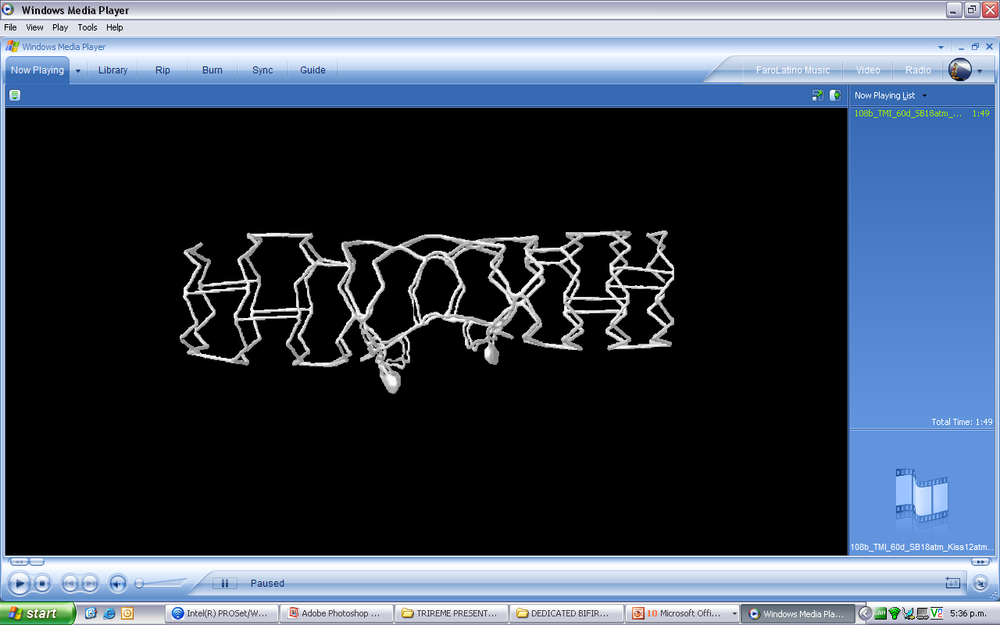 Windows Media Player
File View Play Tools Help
Windows Media Player
Now Playing Library Rip Burn Sync Guide FaroLatino Music Video Radio
Now Playing List
108b_TMI_60d_SB18atm_... 1:49
Total Time: 1:49
108b_TMI_60d_SB18atm_Kiss12atm...
Paused
start Intel(R) PROSet/W... Adobe Photoshop ... TRIREME PRESENT... DEDICATED BIFIR... 10 Microsoft Offi... Windows Media Pla... LAN 5:36 p.m.